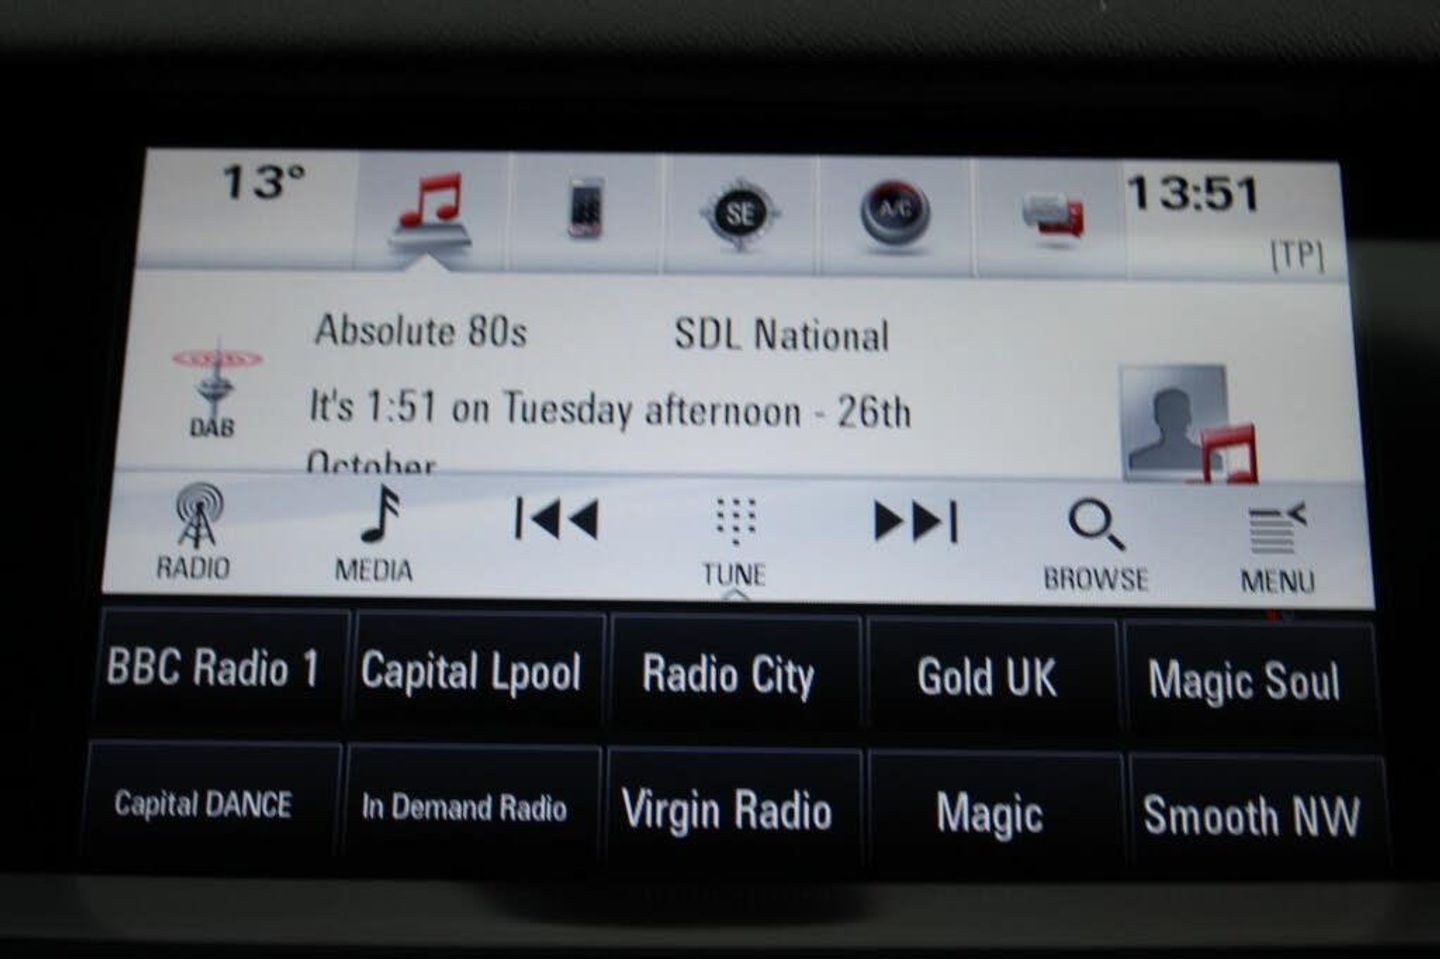 13°
SE
A/C
13:51
[TP]
Absolute 80s SDL National
It's 1:51 on Tuesday afternoon - 26th
October
DAB
RADIO MEDIA TUNE BROWSE MENU
BBC Radio 1 Capital Lpool Radio City Gold UK Magic Soul
Capital DANCE In Demand Radio Virgin Radio Magic Smooth NW